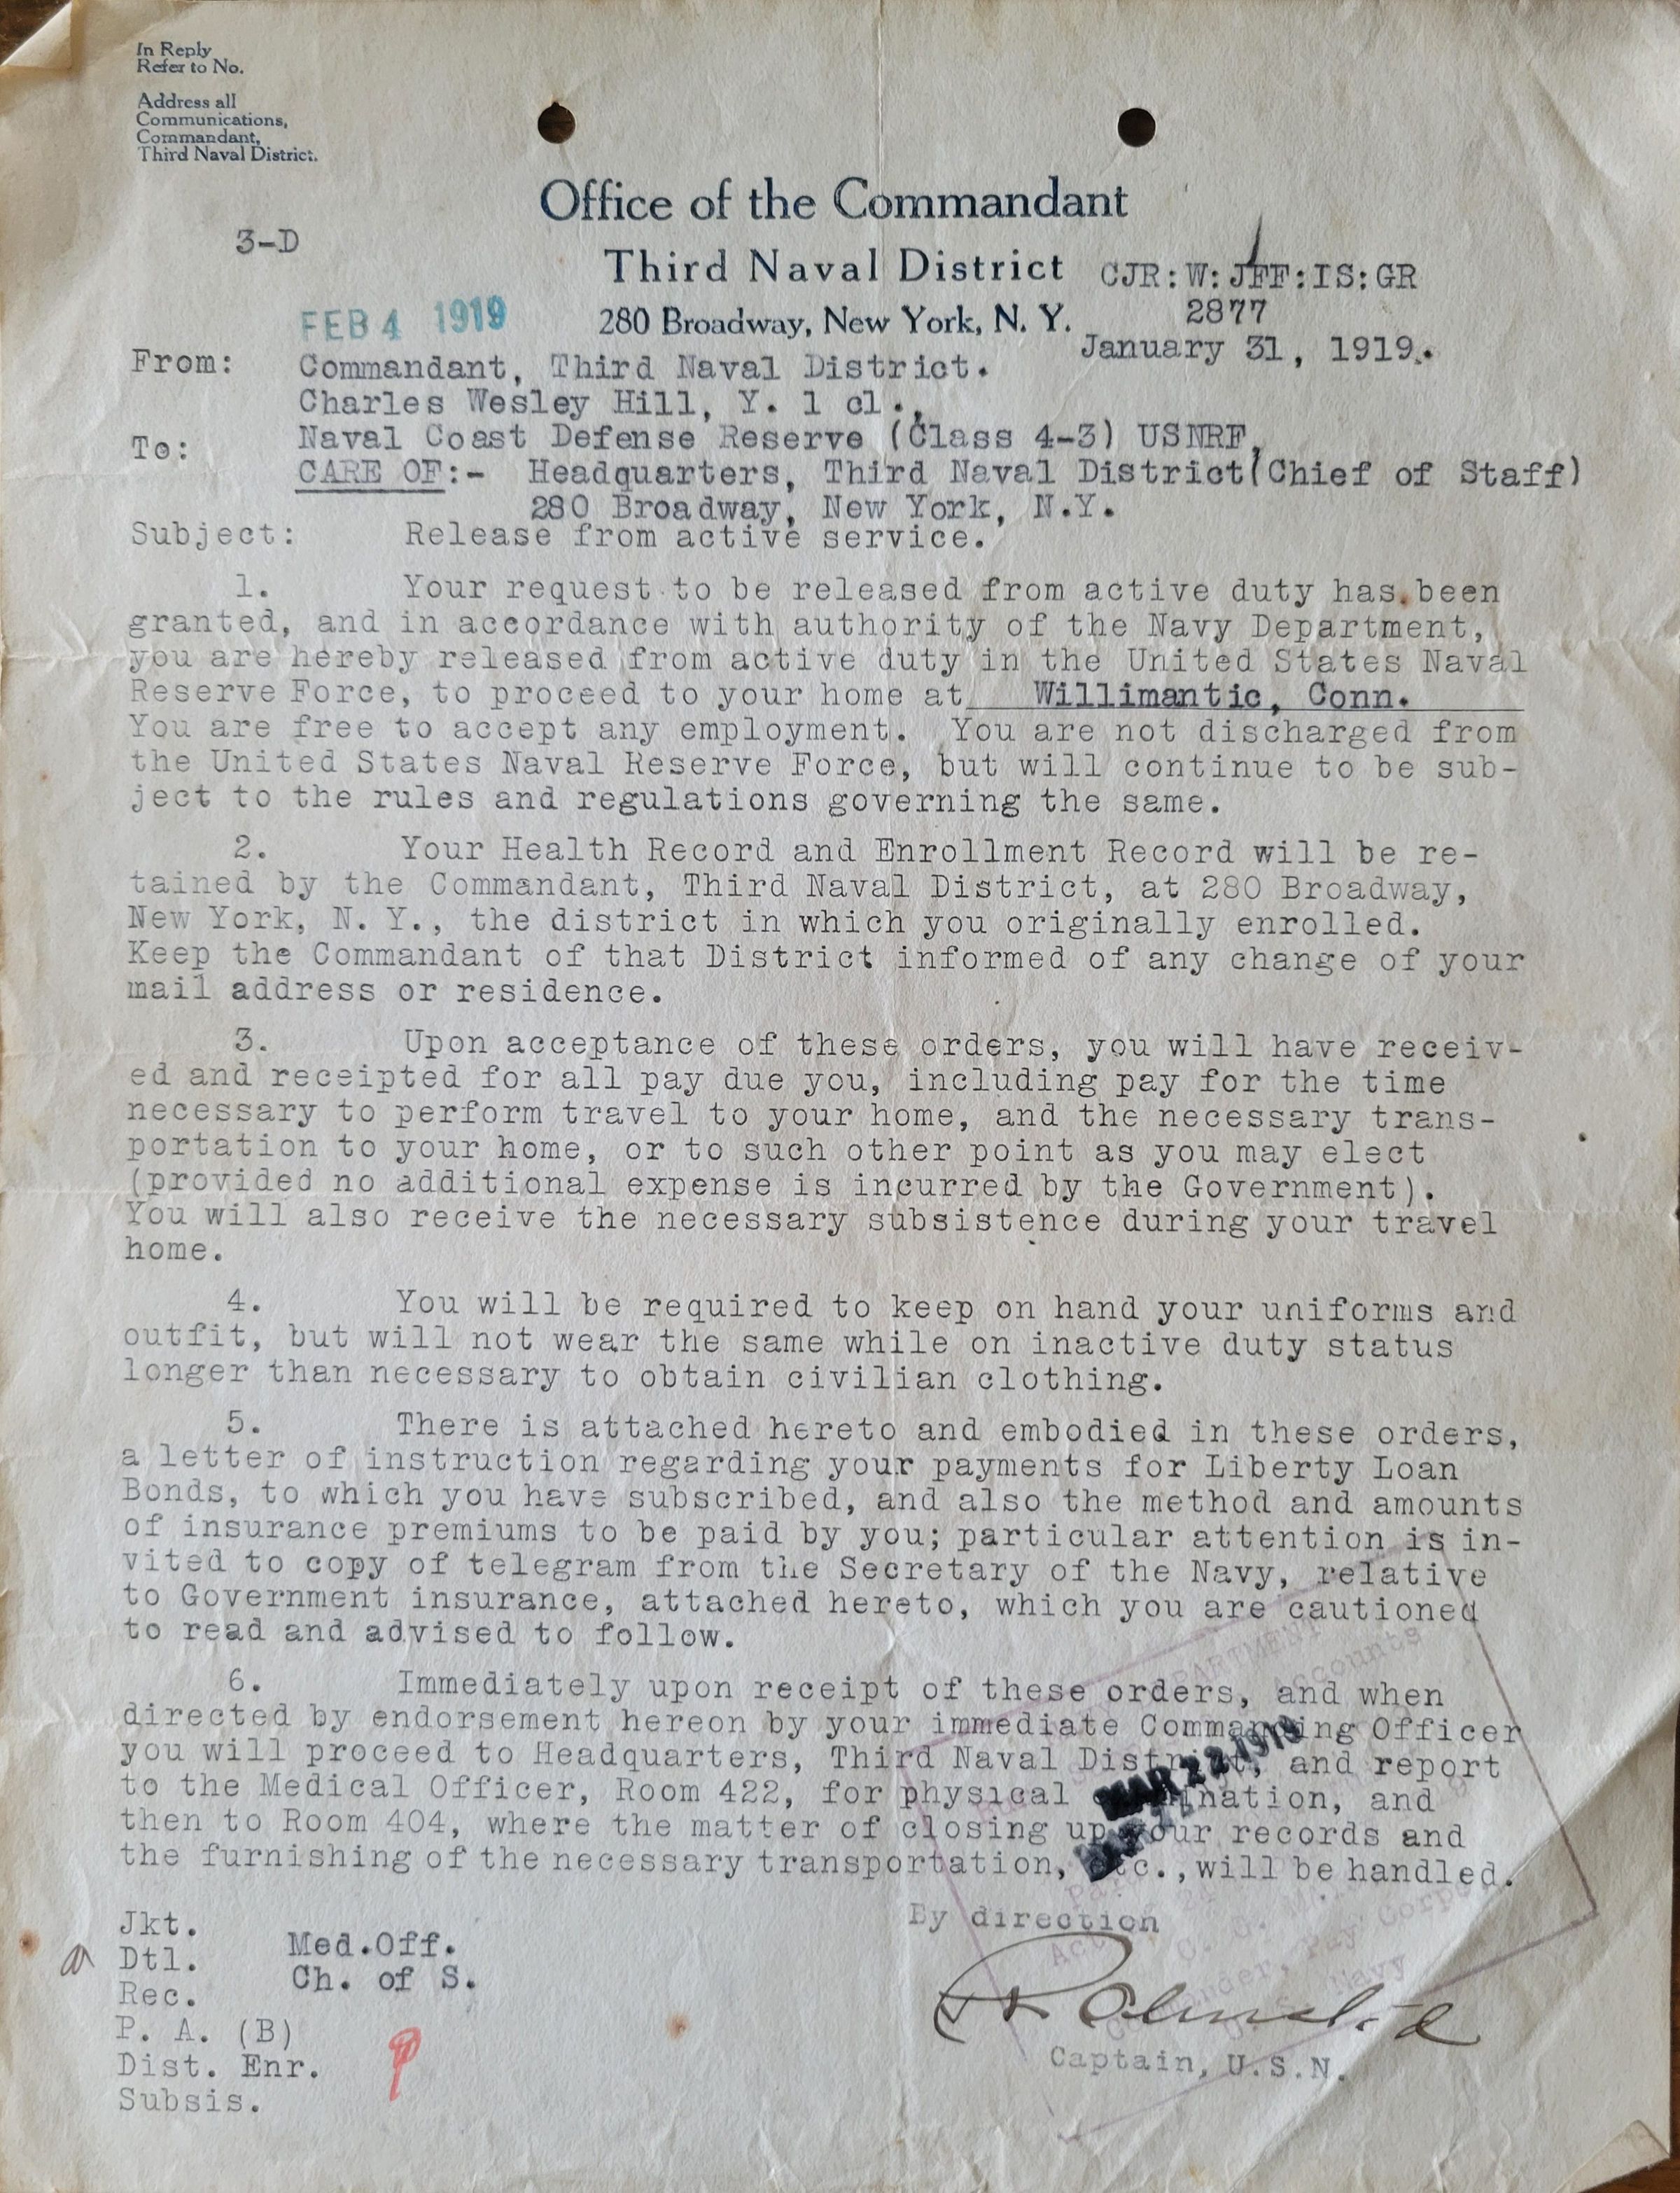 In Reply
Refer to No.
Address all
Communications,
Commandant,
Third Naval District.
Office of the Commandant
3-D
Third Naval District
CJR:W:JFF:IS:GR
FEB 4 1919
280 Broadway, New York, N. Y.
2877
January 31, 1919.
From: Commandant, Third Naval District.
Charles Wesley Hill, Y. 1 cl.,
To: Naval Coast Defense Reserve (Class 4-3) USNRF,
CARE OF:- Headquarters, Third Naval District(Chief of Staff)
280 Broadway, New York, N.Y.
Subject: Release from active service.
1. Your request to be released from active duty has been
granted, and in accordance with authority of the Navy Department,
you are hereby released from active duty in the United States Naval
Reserve Force, to proceed to your home at Willimantic, Conn.
You are free to accept any employment. You are not discharged from
the United States Naval Reserve Force, but will continue to be sub-
ject to the rules and regulations governing the same.
2. Your Health Record and Enrollment Record will be re-
tained by the Commandant, Third Naval District, at 280 Broadway,
New York, N. Y., the district in which you originally enrolled.
Keep the Commandant of that District informed of any change of your
mail address or residence.
3. Upon acceptance of these orders, you will have receiv-
ed and receipted for all pay due you, including pay for the time
necessary to perform travel to your home, and the necessary trans-
portation to your home, or to such other point as you may elect
(provided no additional expense is incurred by the Government).
You will also receive the necessary subsistence during your travel
home.
4. You will be required to keep on hand your uniforms and
outfit, but will not wear the same while on inactive duty status
longer than necessary to obtain civilian clothing.
5. There is attached hereto and embodied in these orders,
a letter of instruction regarding your payments for Liberty Loan
Bonds, to which you have subscribed, and also the method and amounts
of insurance premiums to be paid by you; particular attention is in-
vited to copy of telegram from the Secretary of the Navy, relative
to Government insurance, attached hereto, which you are cautioned
to read and advised to follow.
6. Immediately upon receipt of these orders, and when
directed by endorsement hereon by your immediate Commanding Officer
you will proceed to Headquarters, Third Naval District, and report
to the Medical Officer, Room 422, for physical examination, and
then to Room 404, where the matter of closing up your records and
the furnishing of the necessary transportation, etc., will be handled.
MAR 22 1919
Accounts
Pay Corps
Navy
By direction
Captain, U.S.N.
Jkt.
Dtl. Med.Off.
Rec. Ch. of S.
P. A. (B)
Dist. Enr.
Subsis.